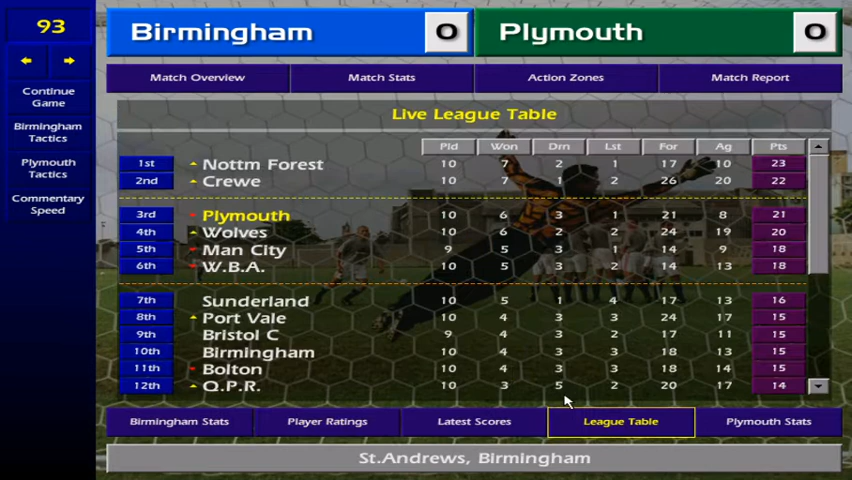 93
Continue
Game
Birmingham
Tactics
Plymouth
Tactics
Commentary
Speed
Birmingham 0 Plymouth 0
Match Overview Match Stats Action Zones Match Report
Live League Table
Pld Won Drn Lst For Ag Pts
1st Nottm Forest 10 7 2 1 17 10 23
2nd Crewe 10 7 1 2 26 20 22
3rd Plymouth 10 6 3 1 21 8 21
4th Wolves 10 6 2 2 24 19 20
5th Man City 9 5 3 1 14 9 18
6th W.B.A. 10 5 3 2 14 13 18
7th Sunderland 10 5 1 4 17 13 16
8th Port Vale 10 4 3 3 24 17 15
9th Bristol C 9 4 3 2 17 11 15
10th Birmingham 10 4 3 3 18 13 15
11th Bolton 10 4 3 3 18 14 15
12th Q.P.R. 10 3 5 2 20 17 14
Birmingham Stats Player Ratings Latest Scores League Table Plymouth Stats
St.Andrews, Birmingham